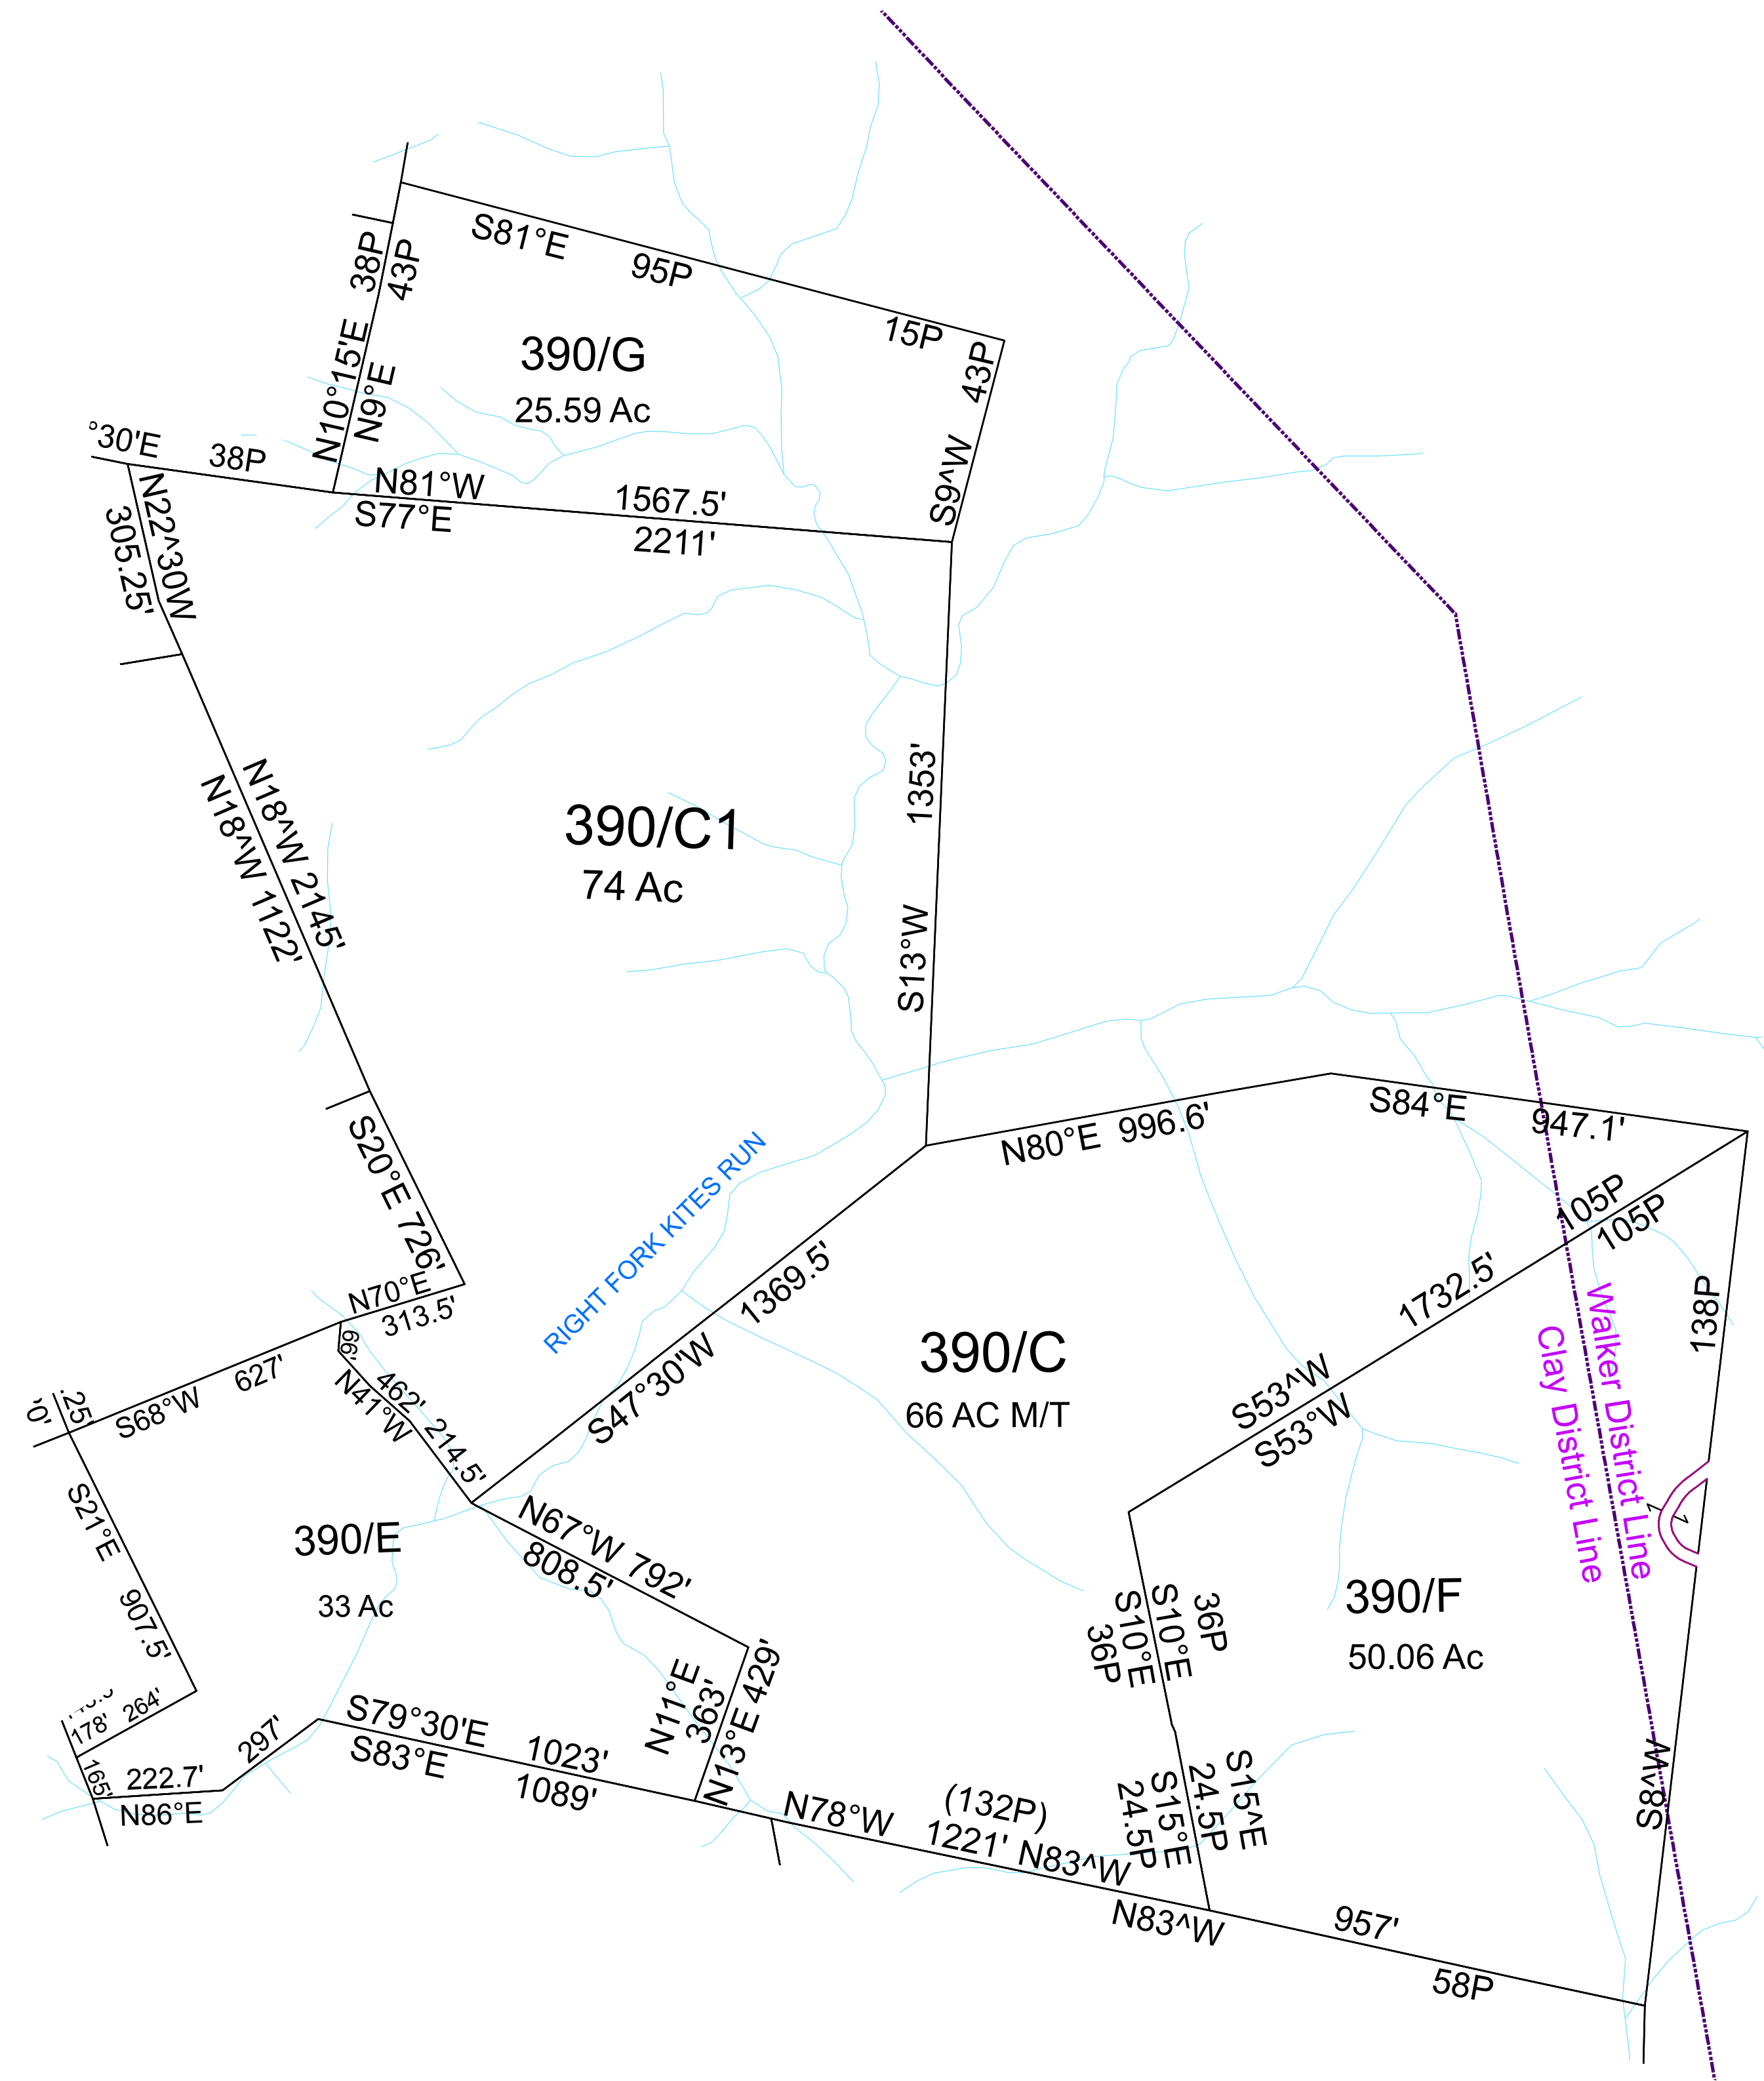 S81°E
95P
15P
38P
43P
N10°15'E
N9°E
390/G
25.59 Ac
43P
S9^W
°30'E
38P
N81°W
1567.5'
S77°E
2211'
N22^30W
305.25'
1353'
S13°W
N18^W 2145'
N18^W 1122'
390/C1
74 Ac
S20°E 726'
N70°E
313.5'
RIGHT FORK KITES RUN
N80°E 996.6'
S84°E
947.1'
105P
105P
1732.5'
S53^W
S53°W
138P
Walker District Line
Clay District Line
1369.5'
S47°30'W
390/C
66 AC M/T
66'
462'
214.5'
N41°W
627'
S68°W
.25'
0'
S21°E
907.5'
390/E
33 Ac
N67°W 792'
808.5'
7
7
390/F
50.06 Ac
36P
S10°E
S10°E
36P
N11°E
363'
N13°E 429'
178'
264'
165'
222.7'
N86°E
297'
S79°30'E
1023'
S83°E
1089'
N78°W
(132P)
1221'
N83^W
N83^W
S15^E
24.5P
S15°E
24.5P
957'
58P
S8^W